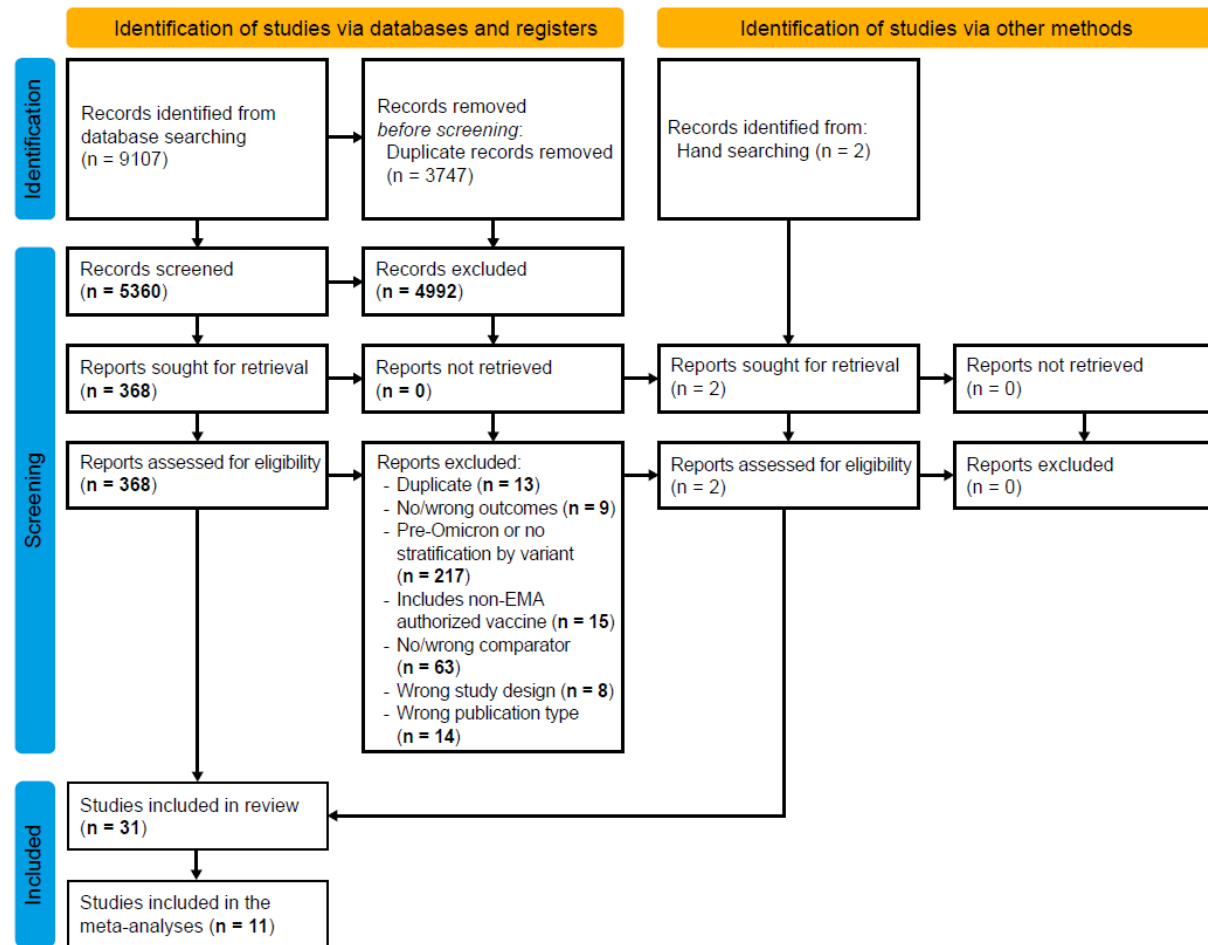 Identification of studies via databases and registers
Identification of studies via other methods
Identification
Records identified from
database searching
(n = 9107)
Records removed
before screening:
Duplicate records removed
(n = 3747)
Records identified from:
Hand searching (n = 2)
Screening
Records screened
(n = 5360)
Records excluded
(n = 4992)
Reports sought for retrieval
(n = 368)
Reports not retrieved
(n = 0)
Reports sought for retrieval
(n = 2)
Reports not retrieved
(n = 0)
Reports assessed for eligibility
(n = 368)
Reports excluded:
- Duplicate (n = 13)
- No/wrong outcomes (n = 9)
- Pre-Omicron or no
stratification by variant
(n = 217)
- Includes non-EMA
authorized vaccine (n = 15)
- No/wrong comparator
(n = 63)
- Wrong study design (n = 8)
- Wrong publication type
(n = 14)
Reports assessed for eligibility
(n = 2)
Reports excluded
(n = 0)
Included
Studies included in review
(n = 31)
Studies included in the
meta-analyses (n = 11)